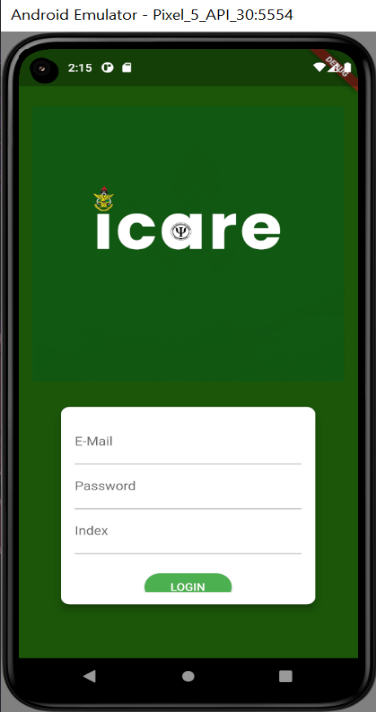 Android Emulator - Pixel_5_API_30:5554
2:15
DEBUG
icare
E-Mail
Password
Index
LOGIN